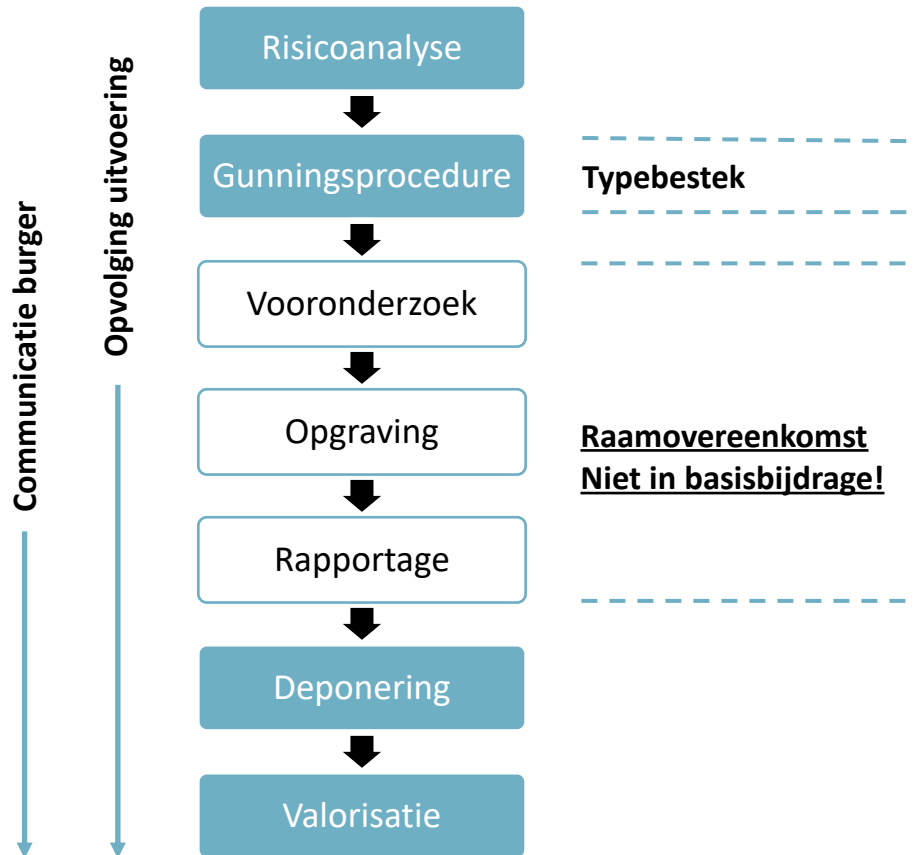 Risicoanalyse
Gunningsprocedure
Typebestek
Vooronderzoek
Opgraving
Raamovereenkomst
Niet in basisbijdrage!
Rapportage
Deponering
Valorisatie
Opvolging uitvoering
Communicatie burger